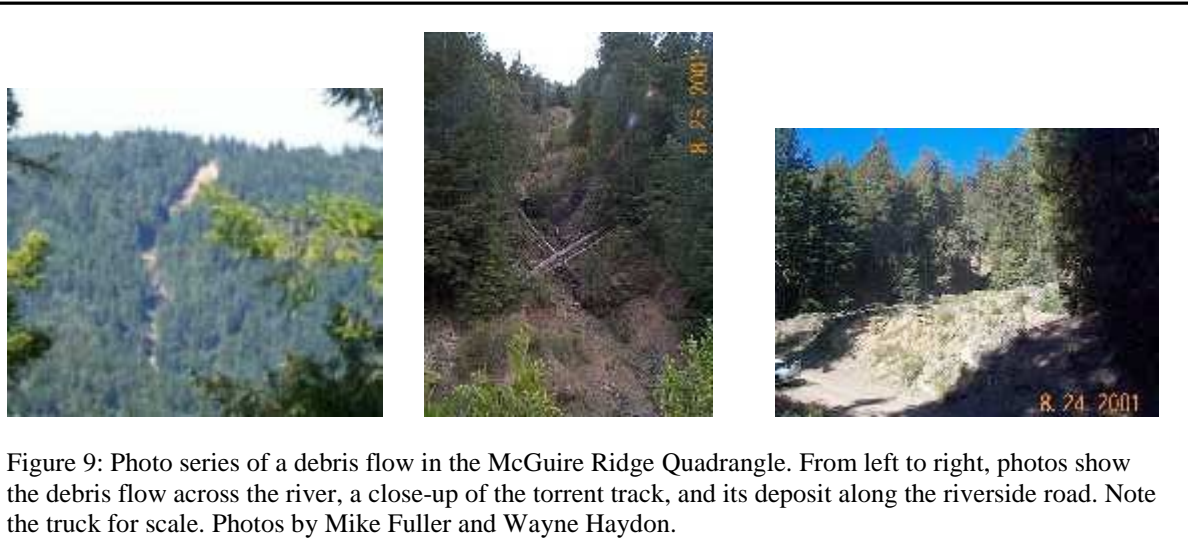 8. 25 2001
8. 24 2001
Figure 9: Photo series of a debris flow in the McGuire Ridge Quadrangle. From left to right, photos show
the debris flow across the river, a close-up of the torrent track, and its deposit along the riverside road. Note
the truck for scale. Photos by Mike Fuller and Wayne Haydon.